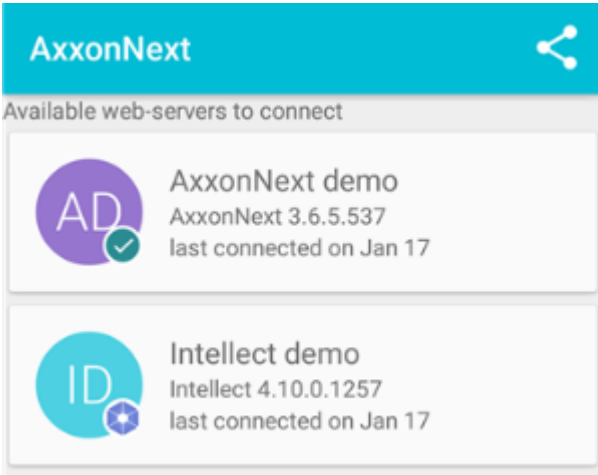 AxxonNext
Available web-servers to connect
AD
AxxonNext demo
AxxonNext 3.6.5.537
last connected on Jan 17
ID
Intellect demo
Intellect 4.10.0.1257
last connected on Jan 17